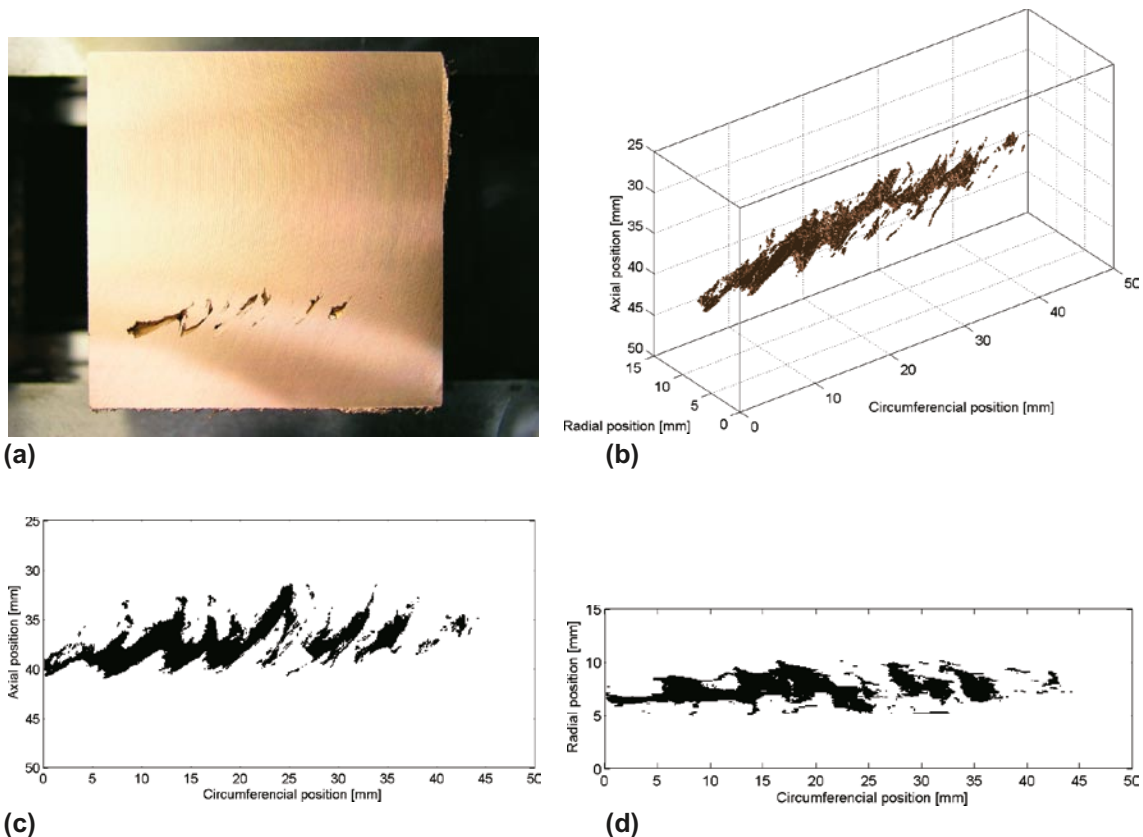 (a)
25
30
35
40
45
50
Axial position [mm]
15
10
5
0
Radial position [mm]
0
10
20
30
40
50
Circumferencial position [mm]
(b)
25
30
35
40
45
50
Axial position [mm]
0 5 10 15 20 25 30 35 40 45 50
Circumferencial position [mm]
(c)
15
10
5
0
Radial position [mm]
0 5 10 15 20 25 30 35 40 45 50
Circumferencial position [mm]
(d)